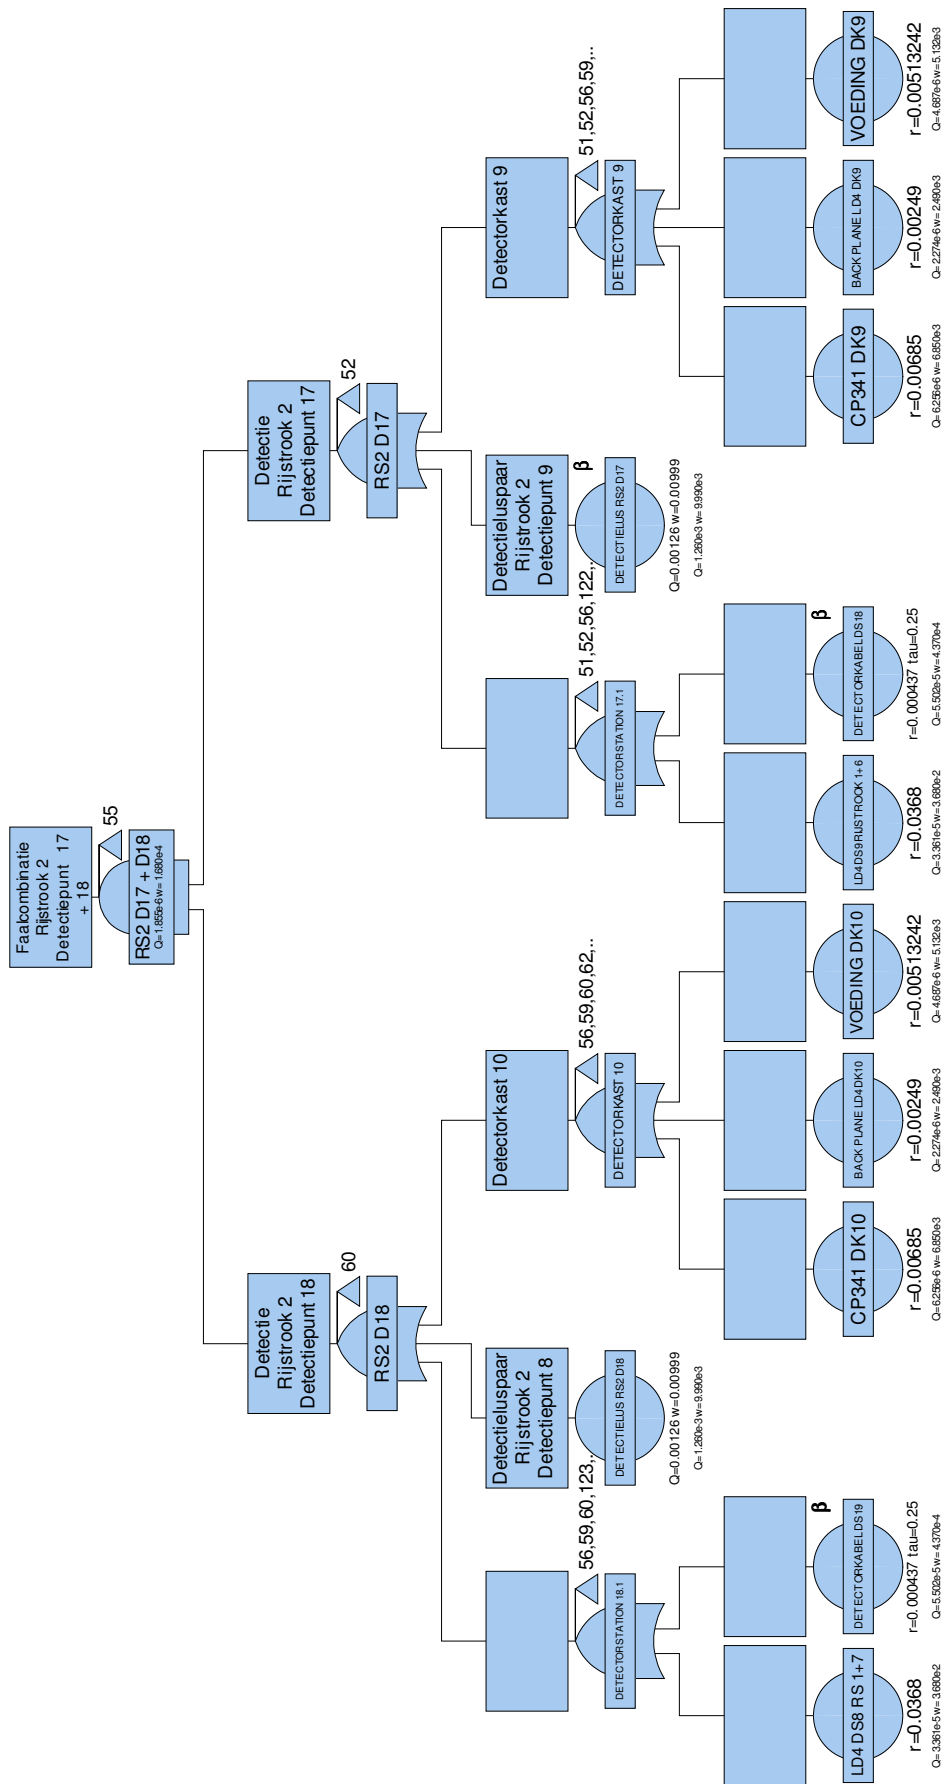 Faalcombinatie
Rijstrook 2
Detectiepunt 17
+ 18
55
RS2 D17 + D18
Q=1.855e-6 w=1.680e-4
Detectie
Rijstrook 2
Detectiepunt 18
60
RS2 D18
Detectie
Rijstrook 2
Detectiepunt 17
52
RS2 D17
56,59,60,123,..
DETECTORSTATION 18.1
Detectieluspaar
Rijstrook 2
Detectiepunt 8
DETECTIELUS RS2 D18
Q=0.00126 w=0.00999
Q=1.260e-3 w=9.990e-3
Detectorkast 10
56,59,60,62,..
DETECTORKAST 10
51,52,56,122,..
DETECTORSTATION 17.1
Detectieluspaar
Rijstrook 2
Detectiepunt 9
β
DETECTIELUS RS2 D17
Q=0.00126 w=0.00999
Q=1.260e-3 w=9.990e-3
Detectorkast 9
51,52,56,59,..
DETECTORKAST 9
LD4 DS8 RS 1+7
r=0.0368
Q=3.361e-5 w=3.680e-2
β
DETECTORKABEL DS19
r=0.000437 tau=0.25
Q=5.502e-5 w=4.370e-4
CP341 DK10
r=0.00685
Q=6.256e-6 w=6.850e-3
BACK PLANE LD4 DK10
r=0.00249
Q=2.274e-6 w=2.490e-3
VOEDING DK10
r=0.00513242
Q=4.687e-6 w=5.132e-3
LD4 DS9 RIJSTROOK 1+6
r=0.0368
Q=3.361e-5 w=3.680e-2
β
DETECTORKABEL DS18
r=0.000437 tau=0.25
Q=5.502e-5 w=4.370e-4
CP341 DK9
r=0.00685
Q=6.256e-6 w=6.850e-3
BACK PLANE LD4 DK9
r=0.00249
Q=2.274e-6 w=2.490e-3
VOEDING DK9
r=0.00513242
Q=4.687e-6 w=5.132e-3